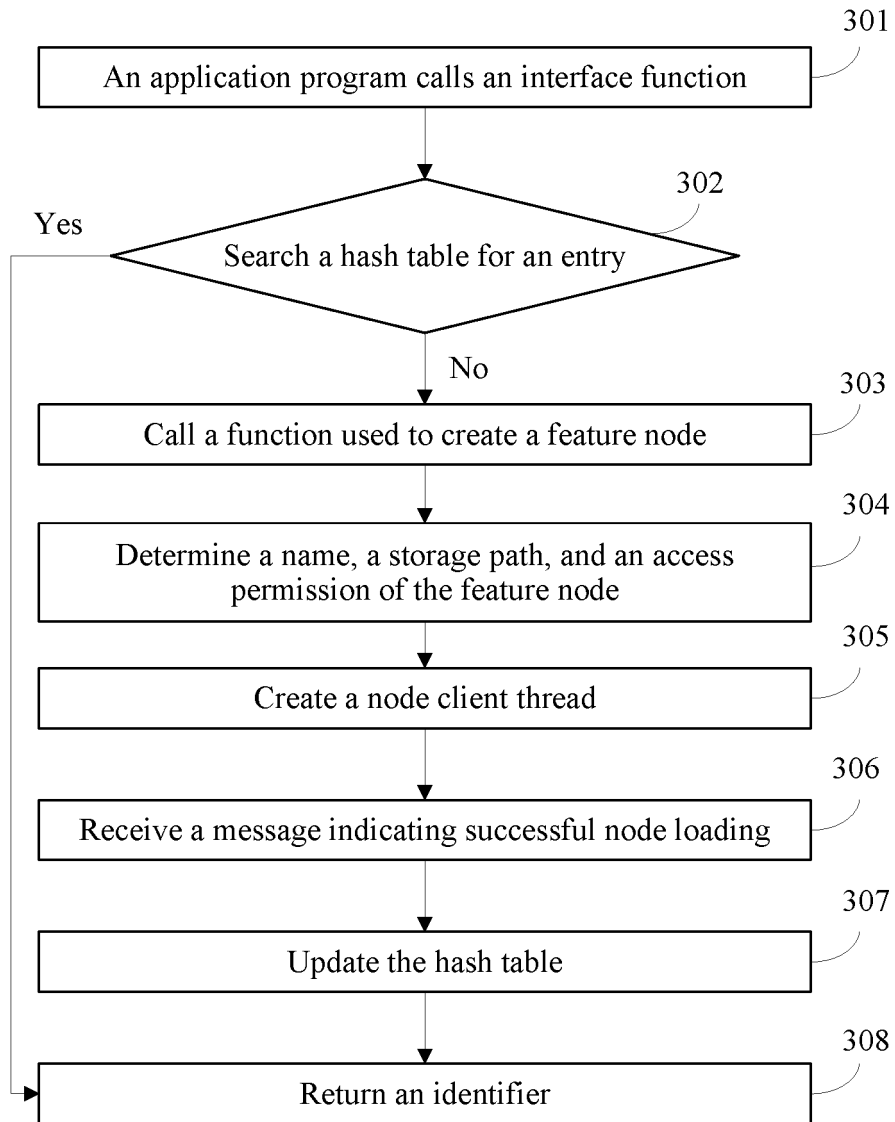 301
An application program calls an interface function
302
Yes
Search a hash table for an entry
No
303
Call a function used to create a feature node
304
Determine a name, a storage path, and an access
permission of the feature node
305
Create a node client thread
306
Receive a message indicating successful node loading
307
Update the hash table
308
Return an identifier